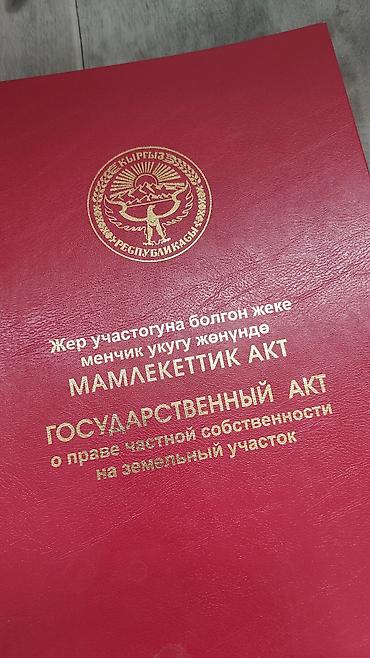 КЫРГЫЗ
РЕСПУБЛИКАСЫ
Жер участогуна болгон жеке
менчик укугу жөнүндө
МАМЛЕКЕТТИК АКТ
ГОСУДАРСТВЕННЫЙ АКТ
о праве частной собственности
на земельный участок